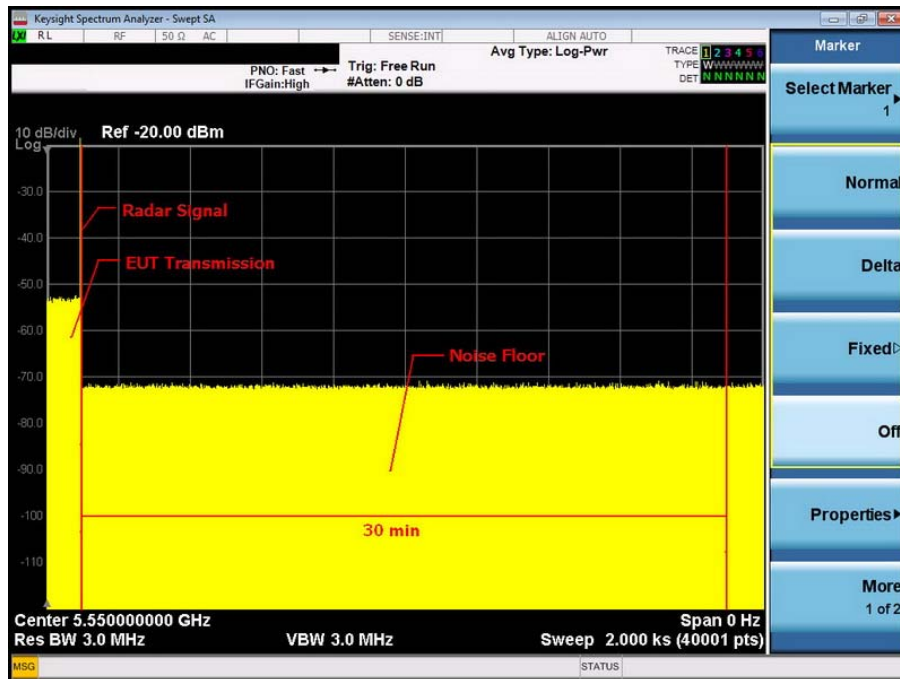 Keysight Spectrum Analyzer - Swept SA
LXI RL RF 50 Ω AC SENSE:INT ALIGN AUTO
Marker
Avg Type: Log-Pwr
TRACE 1 2 3 4 5 6
PNO: Fast Trig: Free Run
TYPE WWWWWW
IFGain:High #Atten: 0 dB
DET N N N N N N
Select Marker
1
10 dB/div Ref -20.00 dBm
Log
Normal
-30.0
Radar Signal
-40.0
EUT Transmission
Delta
-50.0
-60.0
Noise Floor
Fixed
-70.0
-80.0
Off
-90.0
-100
30 min
Properties
-110
More
1 of 2
Center 5.550000000 GHz Span 0 Hz
Res BW 3.0 MHz VBW 3.0 MHz Sweep 2.000 ks (40001 pts)
MSG STATUS